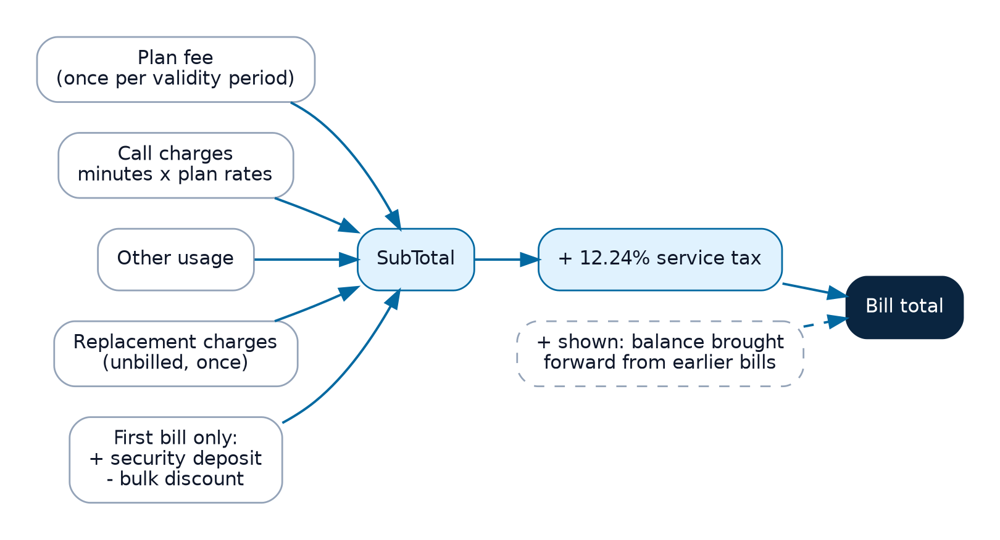 Plan fee
(once per validity period)
Call charges
minutes x plan rates
Other usage
Replacement charges
(unbilled, once)
First bill only:
+ security deposit
- bulk discount
SubTotal
+ 12.24% service tax
+ shown: balance brought
forward from earlier bills
Bill total